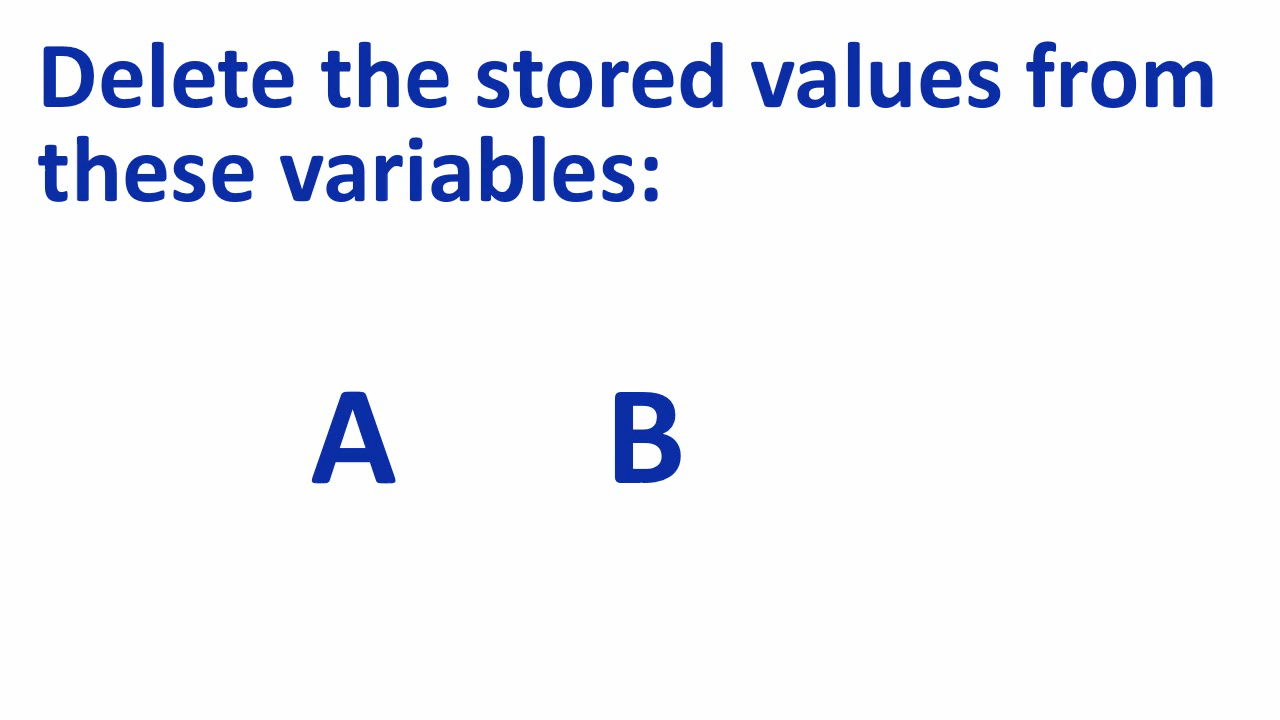 Delete the stored values from
these variables:
A B